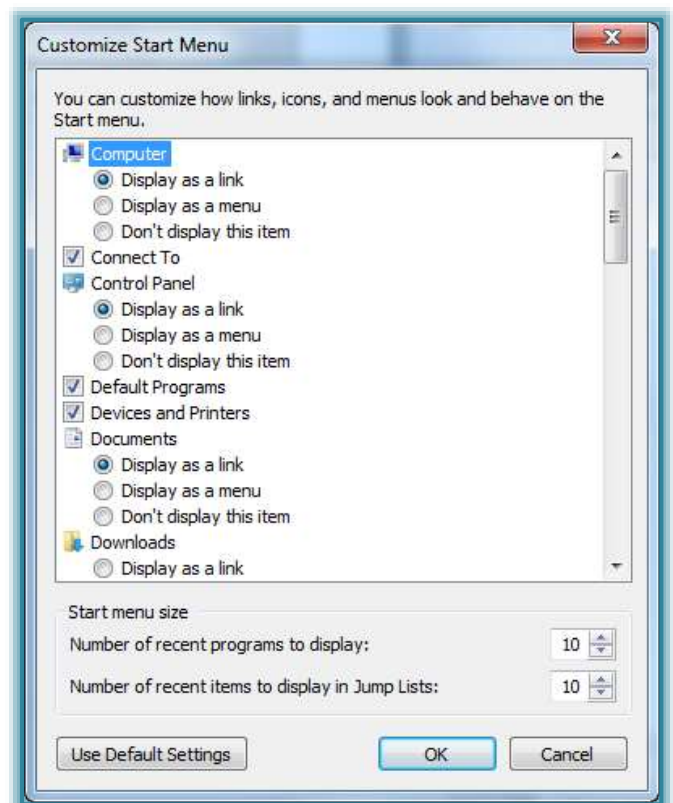 Customize Start Menu
You can customize how links, icons, and menus look and behave on the
Start menu.
Computer
Display as a link
Display as a menu
Don't display this item
Connect To
Control Panel
Display as a link
Display as a menu
Don't display this item
Default Programs
Devices and Printers
Documents
Display as a link
Display as a menu
Don't display this item
Downloads
Display as a link
Start menu size
Number of recent programs to display: 10
Number of recent items to display in Jump Lists: 10
Use Default Settings OK Cancel